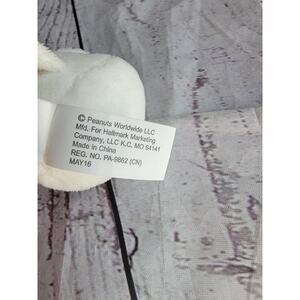 © Peanuts Worldwide LLC
Mfd. For Hallmark Marketing
Company, LLC K.C. MO 64141
Made in China
REG. NO. PA-9862 (CN)
MAY16